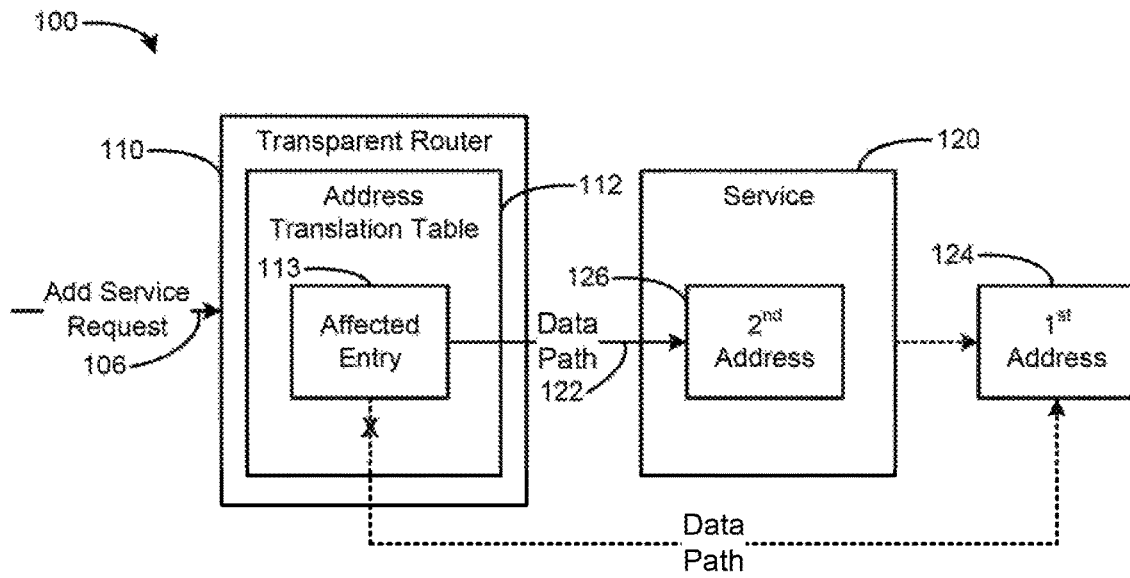 100
110
Transparent Router
Address
Translation Table
112
113
Affected
Entry
Add Service
Request
106
Data
Path
122
120
Service
126
2nd
Address
124
1st
Address
Data
Path